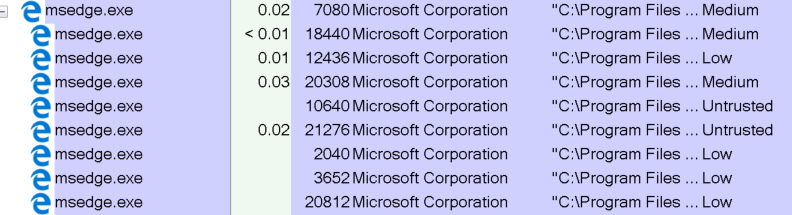 msedge.exe 0.02 7080 Microsoft Corporation "C:\Program Files ... Medium
msedge.exe < 0.01 18440 Microsoft Corporation "C:\Program Files ... Medium
msedge.exe 0.01 12436 Microsoft Corporation "C:\Program Files ... Low
msedge.exe 0.03 20308 Microsoft Corporation "C:\Program Files ... Medium
msedge.exe 10640 Microsoft Corporation "C:\Program Files ... Untrusted
msedge.exe 0.02 21276 Microsoft Corporation "C:\Program Files ... Untrusted
msedge.exe 2040 Microsoft Corporation "C:\Program Files ... Low
msedge.exe 3652 Microsoft Corporation "C:\Program Files ... Low
msedge.exe 20812 Microsoft Corporation "C:\Program Files ... Low